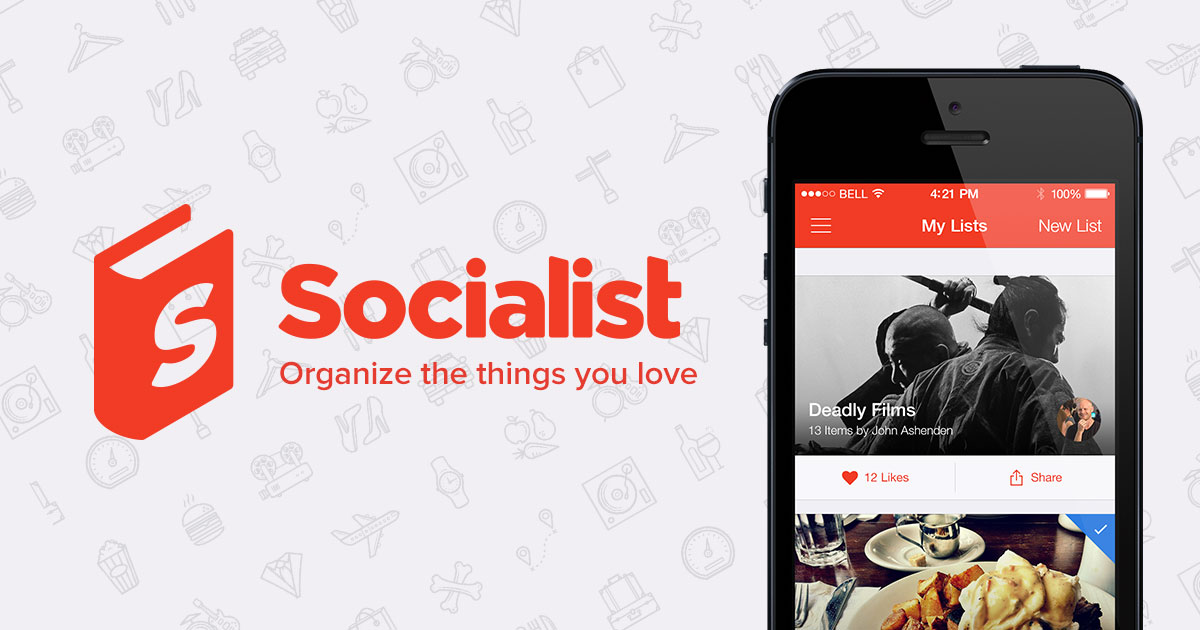 Socialist
Organize the things you love
BELL
4:21 PM
100%
My Lists
New List
Deadly Films
13 Items by John Ashenden
12 Likes
Share